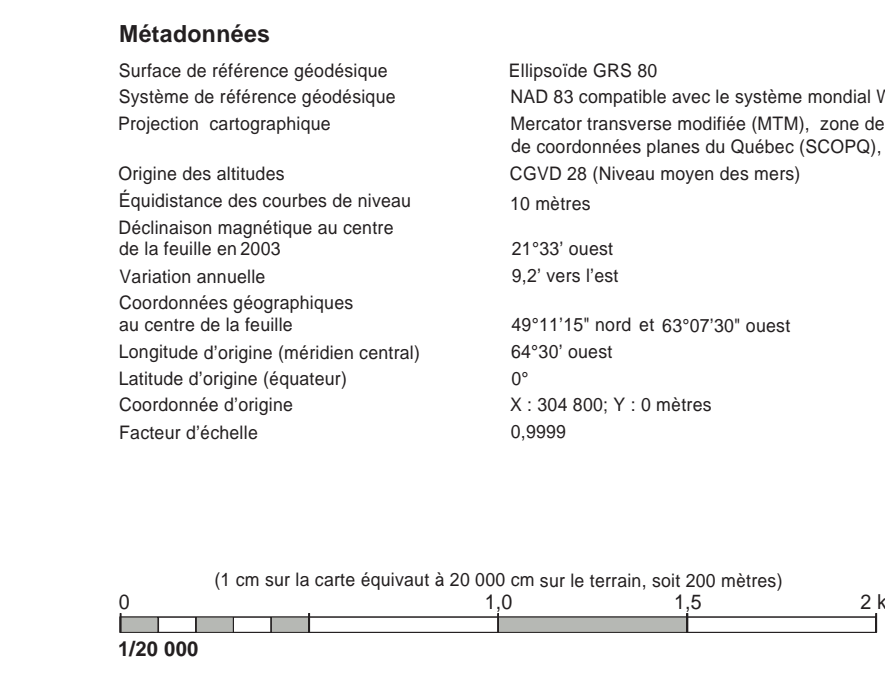 Métadonnées
Surface de référence géodésique Ellipsoïde GRS 80
Système de référence géodésique NAD 83 compatible avec le système mondial
Projection cartographique Mercator transverse modifiée (MTM), zone de
de coordonnées planes du Québec (SCOPQ),
Origine des altitudes CGVD 28 (Niveau moyen des mers)
Équidistance des courbes de niveau 10 mètres
Déclinaison magnétique au centre
de la feuille en 2003 21°33' ouest
Variation annuelle 9,2' vers l'est
Coordonnées géographiques
au centre de la feuille 49°11'15" nord et 63°07'30" ouest
Longitude d'origine (méridien central) 64°30' ouest
Latitude d'origine (équateur) 0°
Coordonnée d'origine X : 304 800; Y : 0 mètres
Facteur d'échelle 0,9999
(1 cm sur la carte équivaut à 20 000 cm sur le terrain, soit 200 mètres)
0 1,0 1,5 2
1/20 000